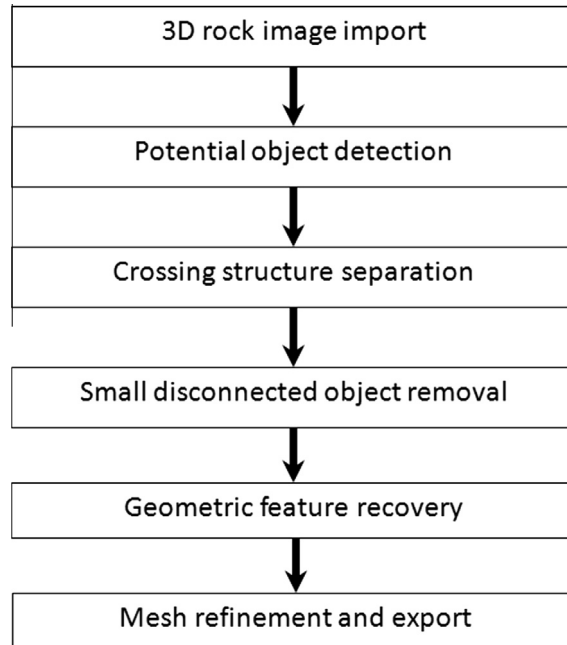 3D rock image import
Potential object detection
Crossing structure separation
Small disconnected object removal
Geometric feature recovery
Mesh refinement and export